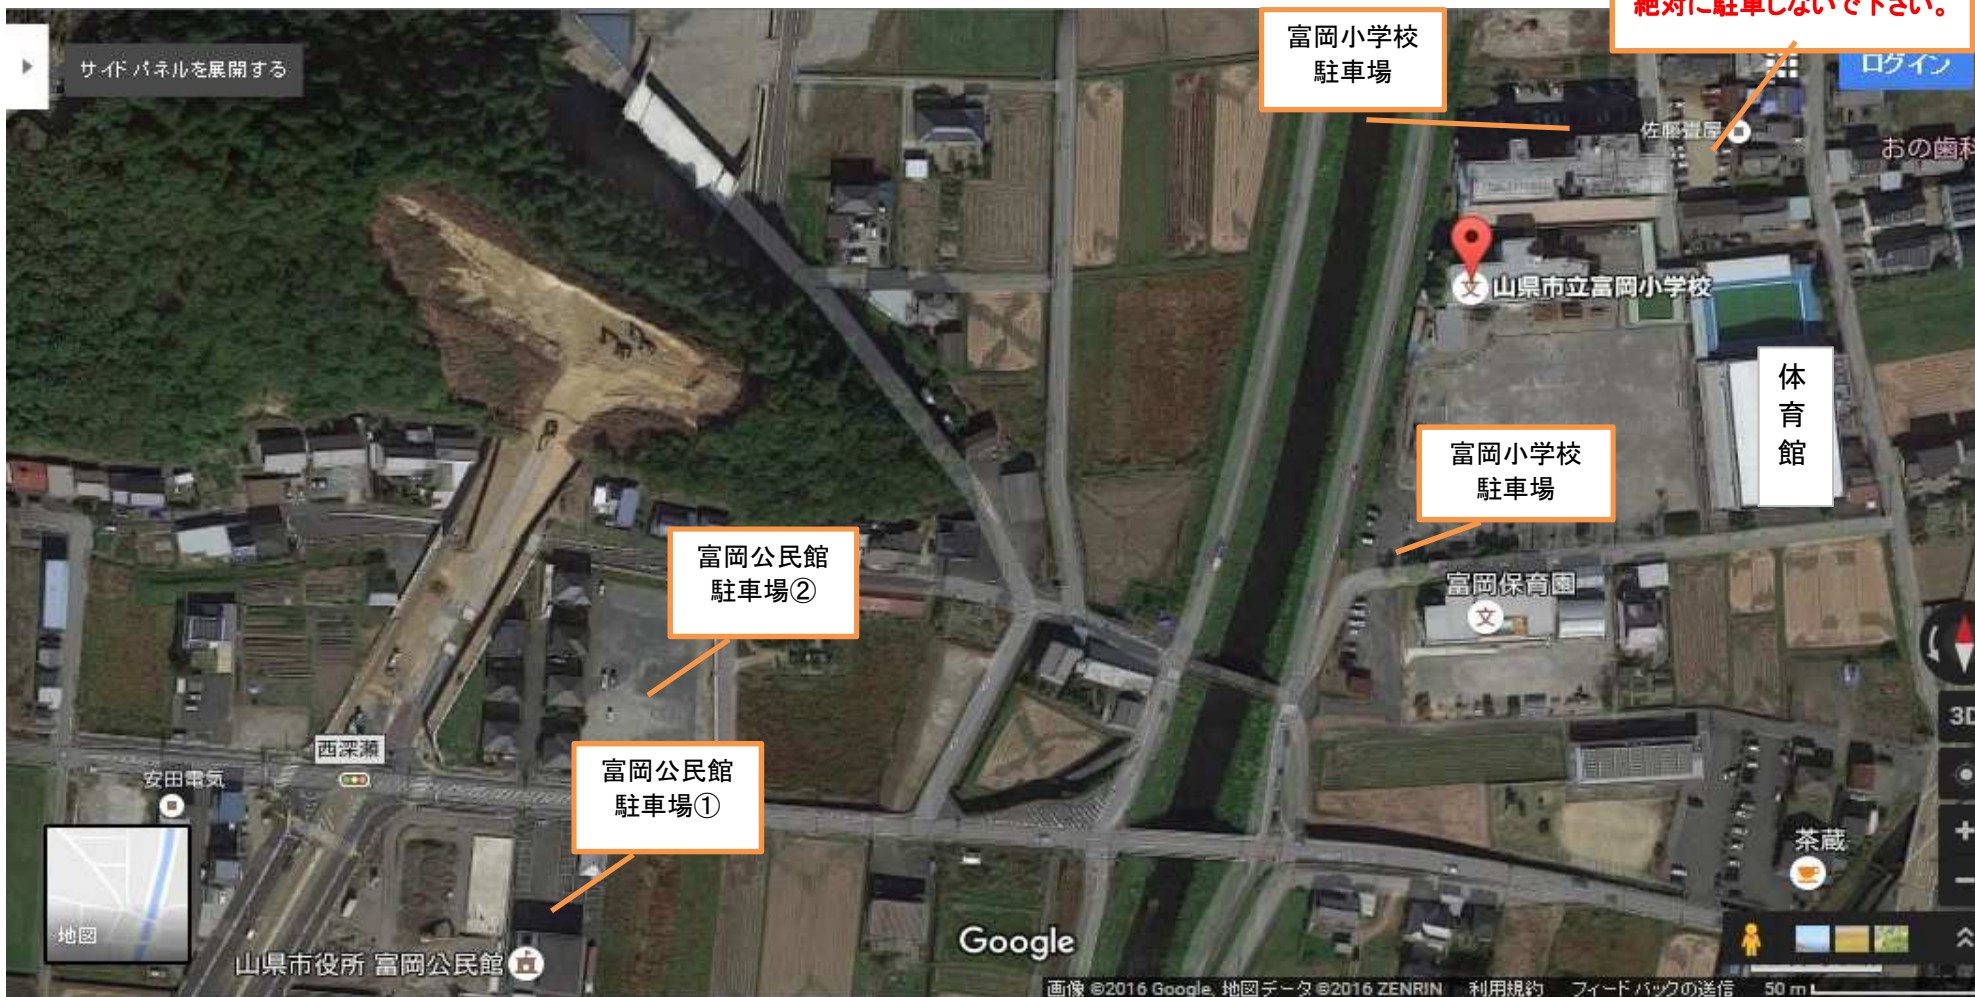 絶対に駐車しないで下さい。
富岡小学校
駐車場
サイド パネルを展開する
ログイン
佐藤畳屋
おの歯科
山県市立富岡小学校
体
育
館
富岡小学校
駐車場
富岡公民館
駐車場②
富岡保育園
西深瀬
安田電気
富岡公民館
駐車場①
3D
茶蔵
地図
山県市役所 富岡公民館
Google
画像 ©2016 Google、地図データ ©2016 ZENRIN 利用規約 フィードバックの送信 50 m